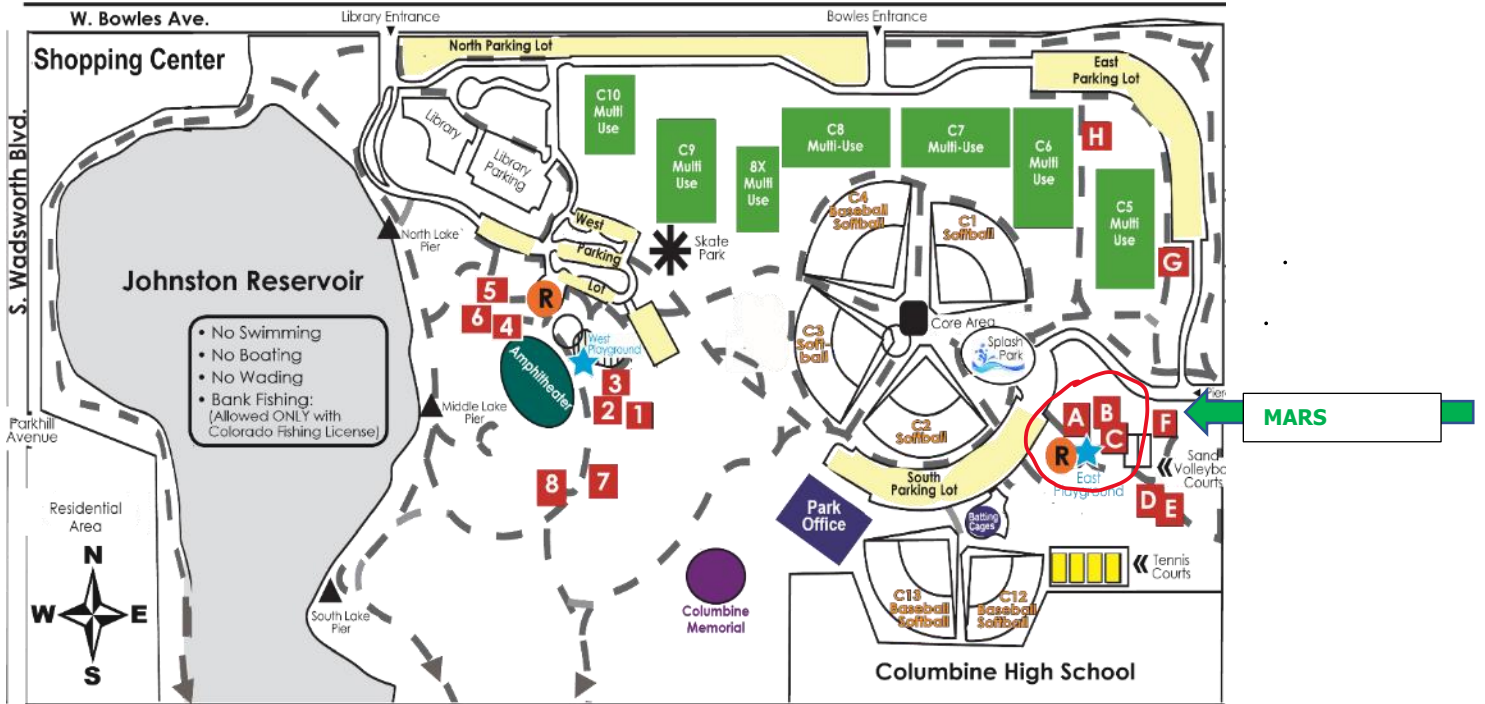 W. Bowles Ave.
Library Entrance
Bowles Entrance
Shopping Center
North Parking Lot
East
Parking Lot
S. Wadsworth Blvd.
Library
Library
Parking
C10
Multi
Use
C9
Multi
Use
8X
Multi
Use
C8
Multi-Use
C7
Multi-Use
C6
Multi
Use
H
C5
Multi
Use
G
C4
Baseball
Softball
C1
Softball
North Lake
Pier
West
Parking
Lot
Skate
Park
Johnston Reservoir
• No Swimming
• No Boating
• No Wading
• Bank Fishing:
(Allowed ONLY with
Colorado Fishing License)
5
6
4
R
West
Playground
Amphitheater
3
2
1
C3
Soft-
ball
Core Area
Splash
Park
C2
Softball
Pier
A
B
C
F
MARS
R
East
Playground
Sand
Volleyba
Courts
D
E
Parkhill
Avenue
Middle Lake
Pier
8
7
South
Parking Lot
Park
Office
Batting
Cages
Residential
Area
N
W
E
S
South Lake
Pier
Columbine
Memorial
C13
Baseball
Softball
C12
Baseball
Softball
Tennis
Courts
Columbine High School